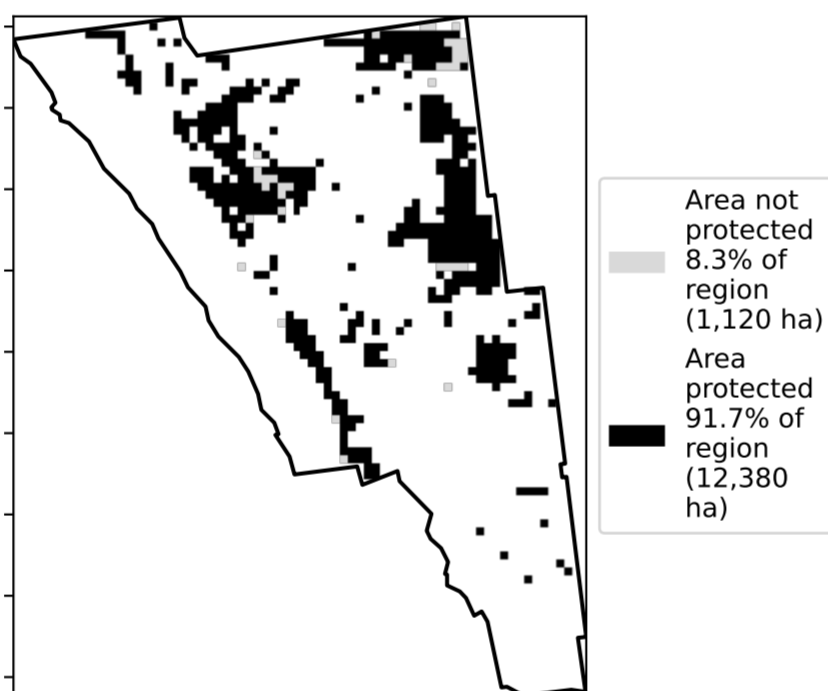 Area not
protected
8.3% of
region
(1,120 ha)
Area
protected
91.7% of
region
(12,380
ha)